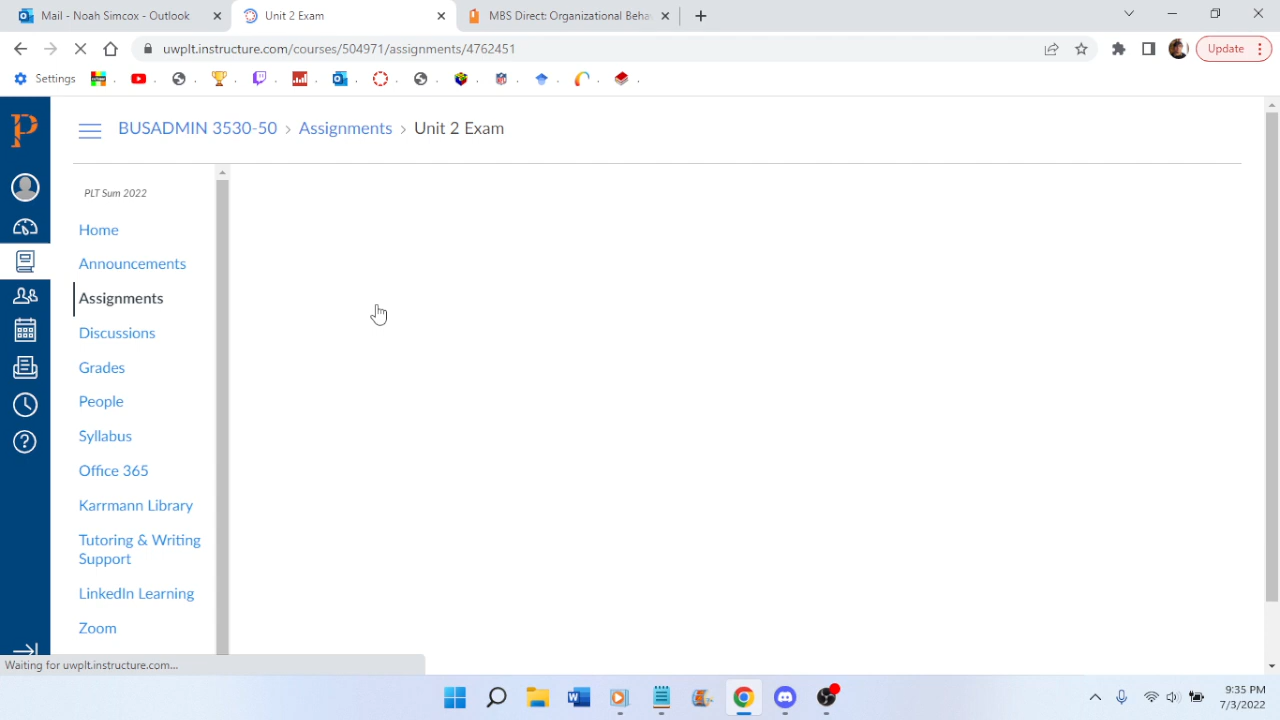 Mail - Noah Simcox - Outlook
Unit 2 Exam
MBS Direct: Organizational Beha
uwplt.instructure.com/courses/504971/assignments/4762451
Update
Settings
BUSADMIN 3530-50 › Assignments › Unit 2 Exam
PLT Sum 2022
Home
Announcements
Assignments
Discussions
Grades
People
Syllabus
Office 365
Karrmann Library
Tutoring & Writing
Support
LinkedIn Learning
Zoom
Waiting for uwplt.instructure.com...
9:35 PM
7/3/2022